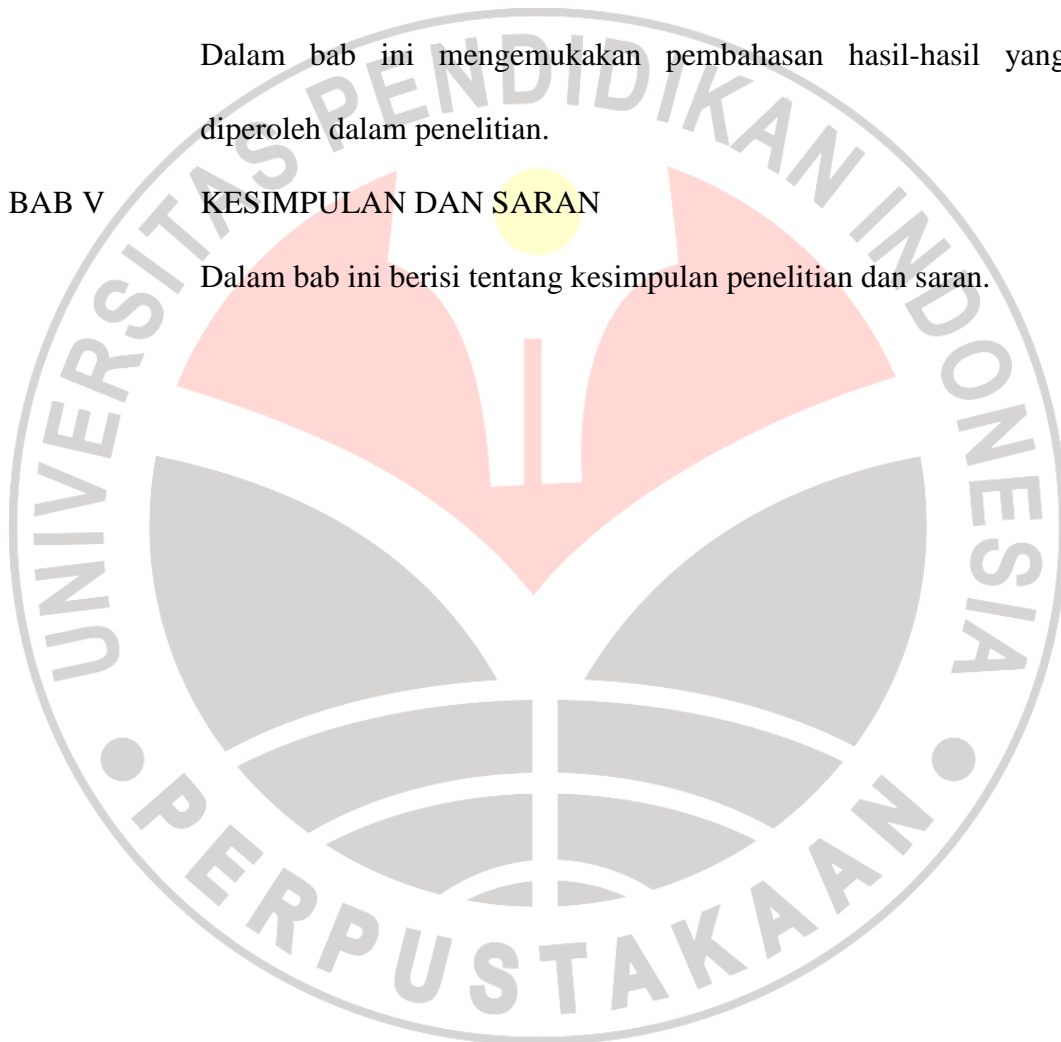 Dalam bab ini mengemukakan pembahasan hasil-hasil yang
diperoleh dalam penelitian.
BAB V KESIMPULAN DAN SARAN
Dalam bab ini berisi tentang kesimpulan penelitian dan saran.
UNIVERSITAS PENDIDIKAN INDONESIA
PERPUSTAKAAN